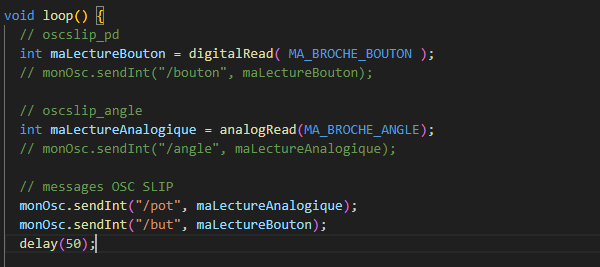 void loop() {
// oscslip_pd
int maLectureBouton = digitalRead( MA_BROCHE_BOUTON );
// monOsc.sendInt("/bouton", maLectureBouton);
// oscslip_angle
int maLectureAnalogique = analogRead(MA_BROCHE_ANGLE);
// monOsc.sendInt("/angle", maLectureAnalogique);
// messages OSC SLIP
monOsc.sendInt("/pot", maLectureAnalogique);
monOsc.sendInt("/but", maLectureBouton);
delay(50);